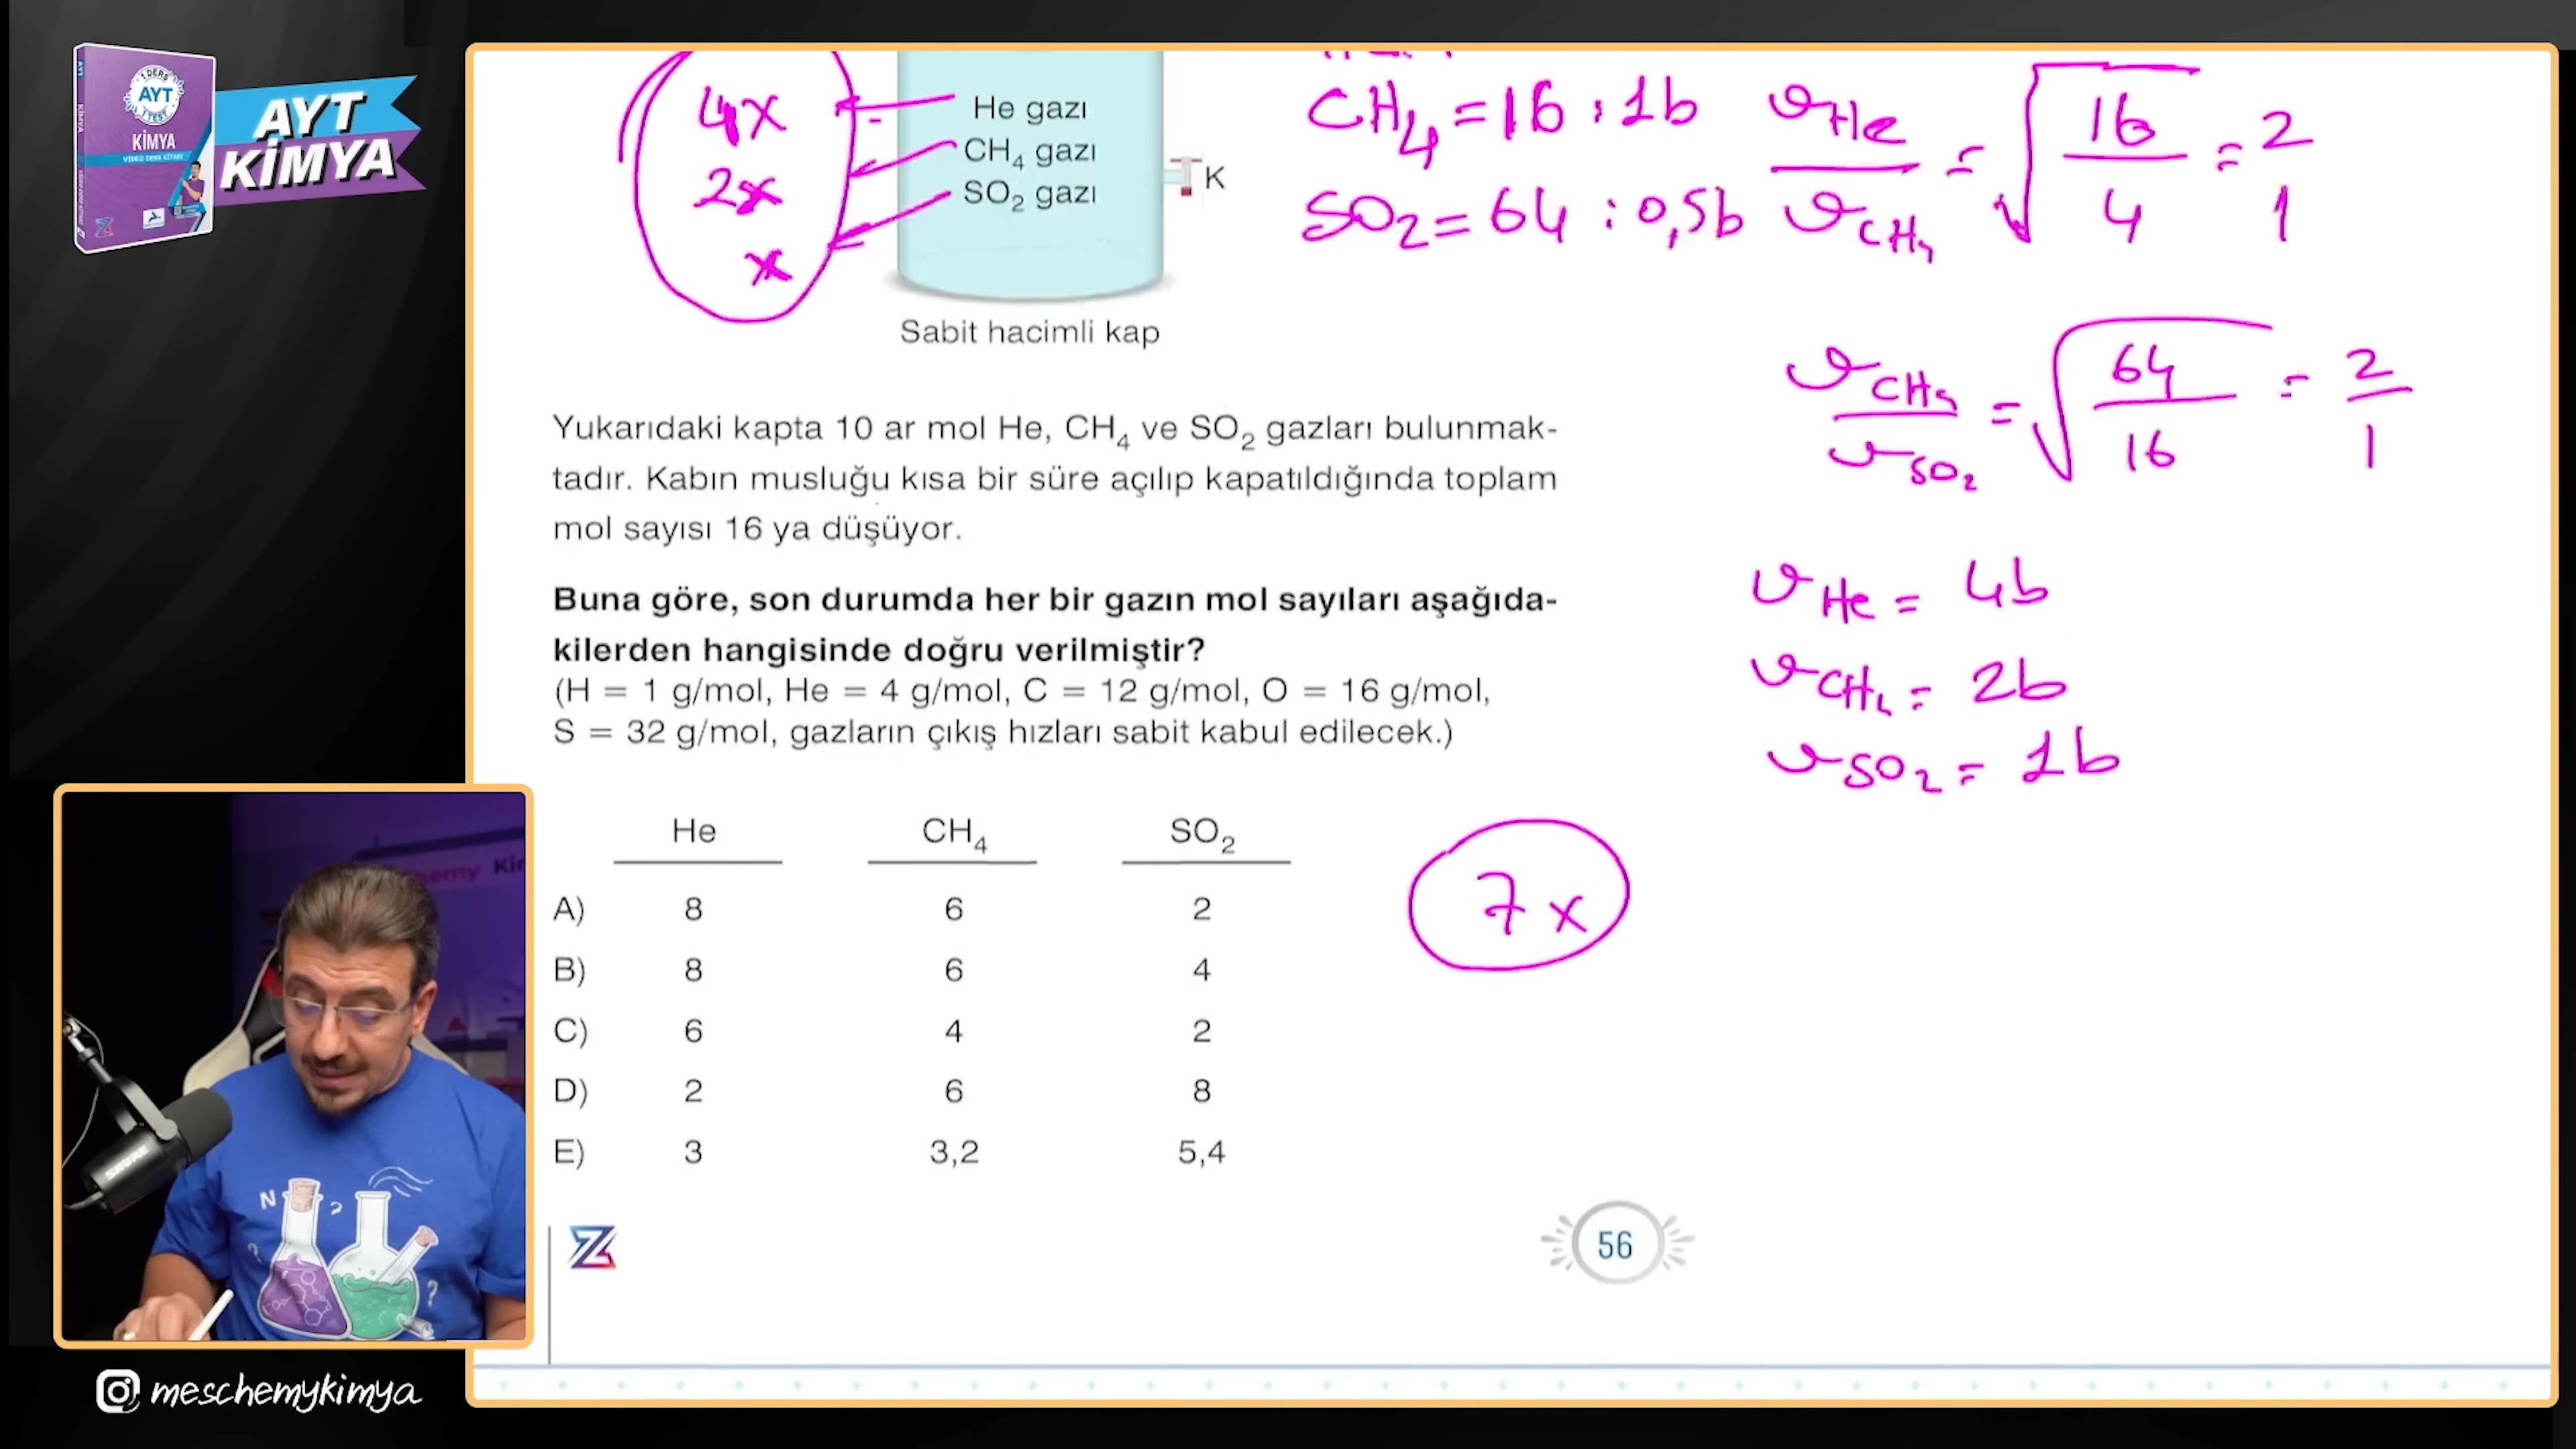 1 DERS
AYT
1 TEST
KİMYA
VİDEO DERS KİTABI
AYT
KİMYA
4x
2x
x
He gazı
CH4 gazı
SO2 gazı
K
Sabit hacimli kap
CH4 = 16 : 1b
SO2 = 64 : 0,5b
ϑHe / ϑCH4 = √16/4 = 2/1
ϑCH4 / ϑSO2 = √64/16 = 2/1
Yukarıdaki kapta 10 ar mol He, CH4 ve SO2 gazları bulunmak-
tadır. Kabın musluğu kısa bir süre açılıp kapatıldığında toplam
mol sayısı 16 ya düşüyor.
Buna göre, son durumda her bir gazın mol sayıları aşağıda-
kilerden hangisinde doğru verilmiştir?
(H = 1 g/mol, He = 4 g/mol, C = 12 g/mol, O = 16 g/mol,
S = 32 g/mol, gazların çıkış hızları sabit kabul edilecek.)
ϑHe = 4b
ϑCH4 = 2b
ϑSO2 = 1b
He CH4 SO2
A) 8 6 2
B) 8 6 4
C) 6 4 2
D) 2 6 8
E) 3 3,2 5,4
7x
56
SHURE
N ?
? ?
meschemykimya